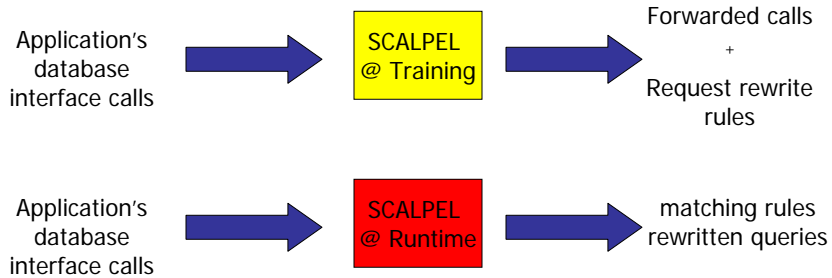 Application's
database
interface calls
SCALPEL
@ Training
Forwarded calls
+
Request rewrite
rules
Application's
database
interface calls
SCALPEL
@ Runtime
matching rules
rewritten queries